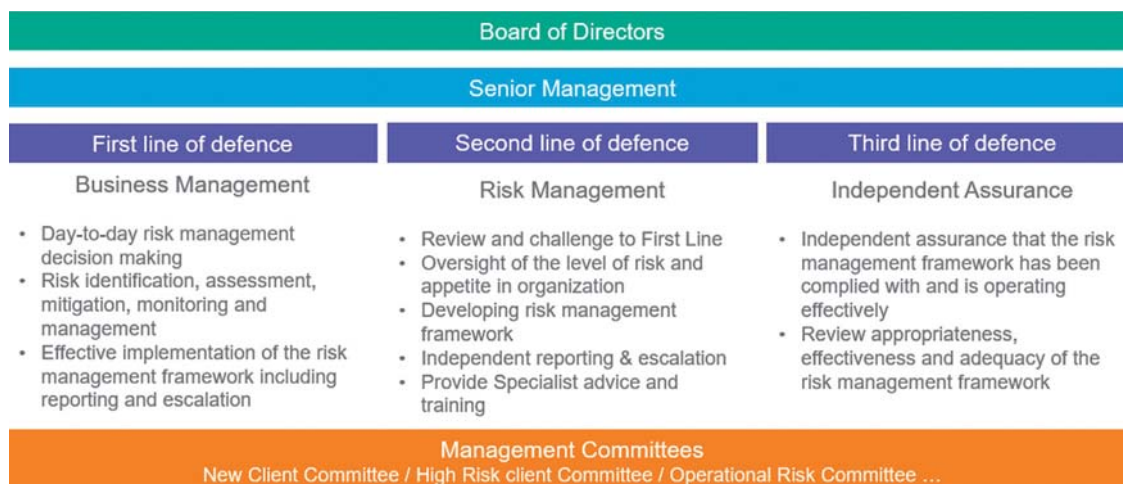 Board of Directors
Senior Management
First line of defence
Business Management
• Day-to-day risk management
decision making
• Risk identification, assessment,
mitigation, monitoring and
management
• Effective implementation of the risk
management framework including
reporting and escalation
Second line of defence
Risk Management
• Review and challenge to First Line
• Oversight of the level of risk and
appetite in organization
• Developing risk management
framework
• Independent reporting & escalation
• Provide Specialist advice and
training
Third line of defence
Independent Assurance
• Independent assurance that the risk
management framework has been
complied with and is operating
effectively
• Review appropriateness,
effectiveness and adequacy of the
risk management framework
Management Committees
New Client Committee / High Risk client Committee / Operational Risk Committee ...